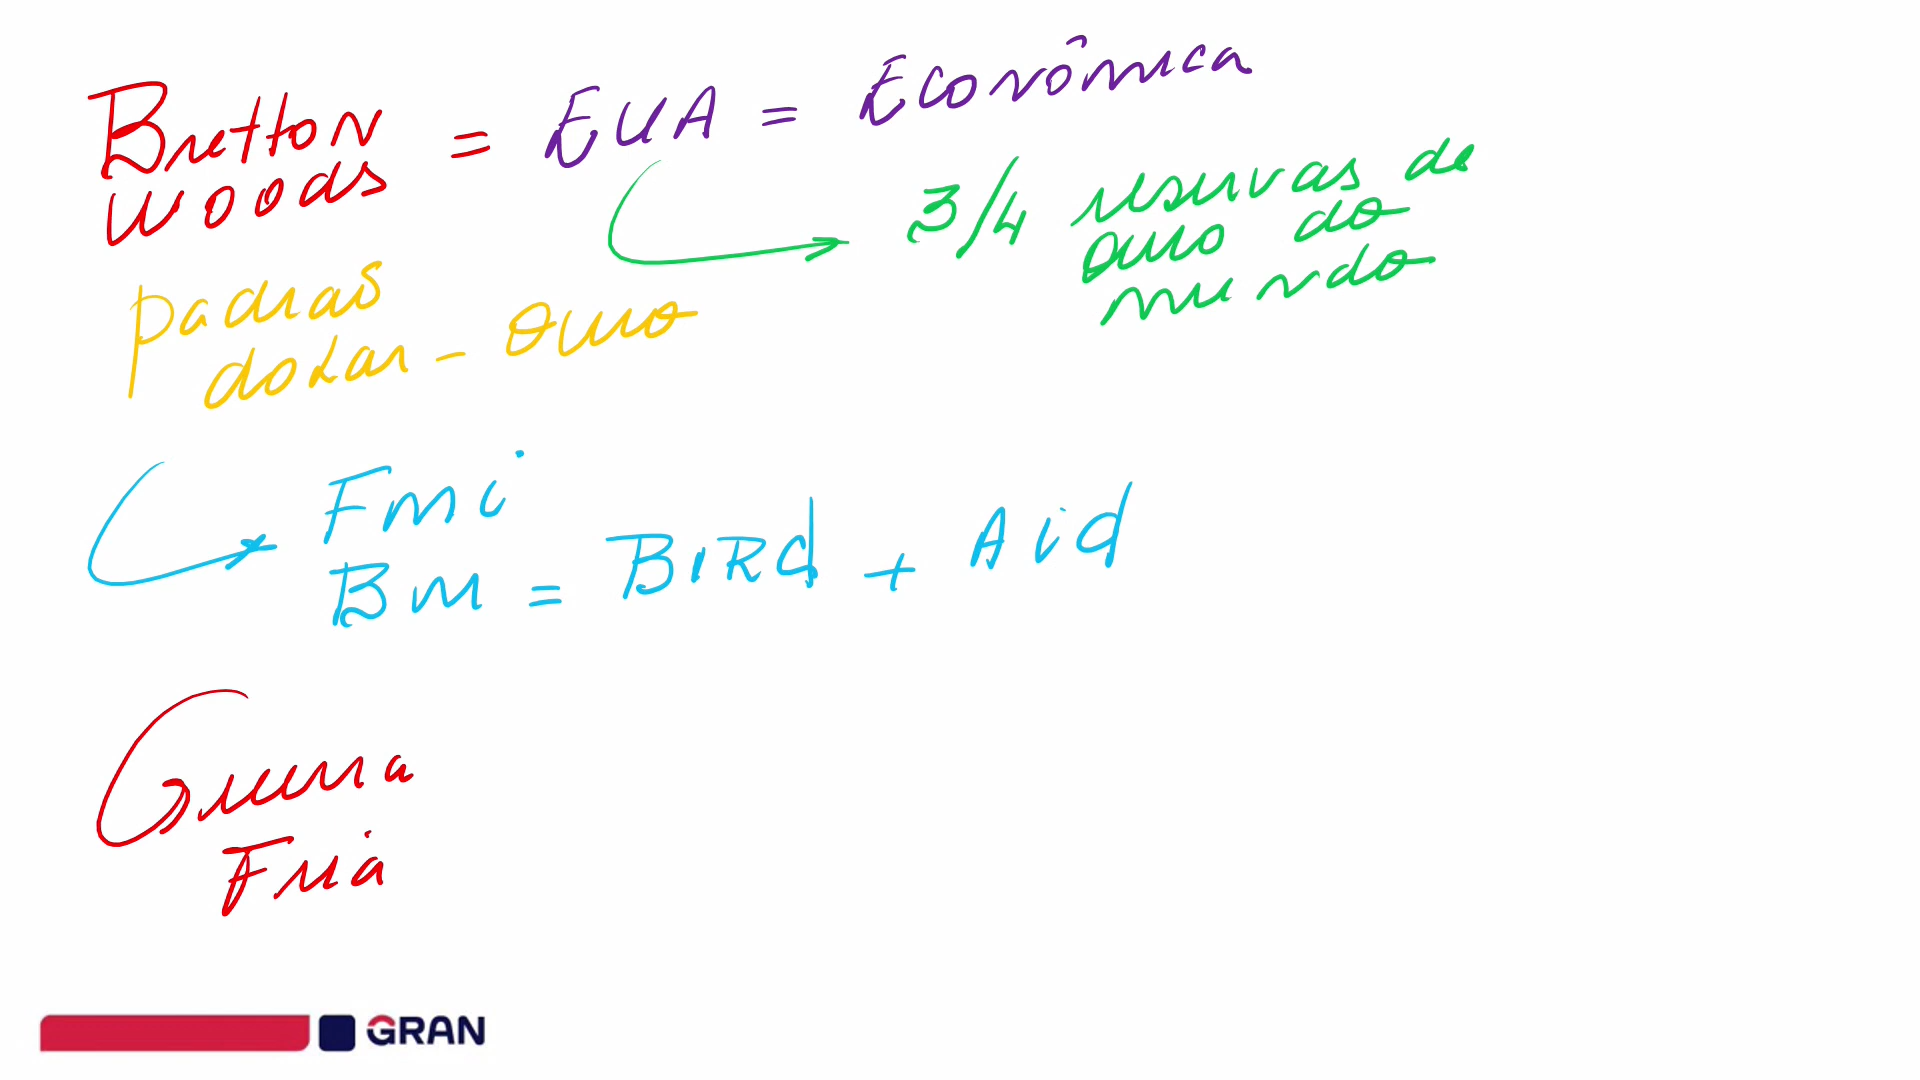 Bretton Woods = EUA = Econômica
3/4 reservas de
ouro do
mundo
Padrão
dolar - Ouro
Fmi
BM = BIRd + Aid
Guerra
Fria
GRAN